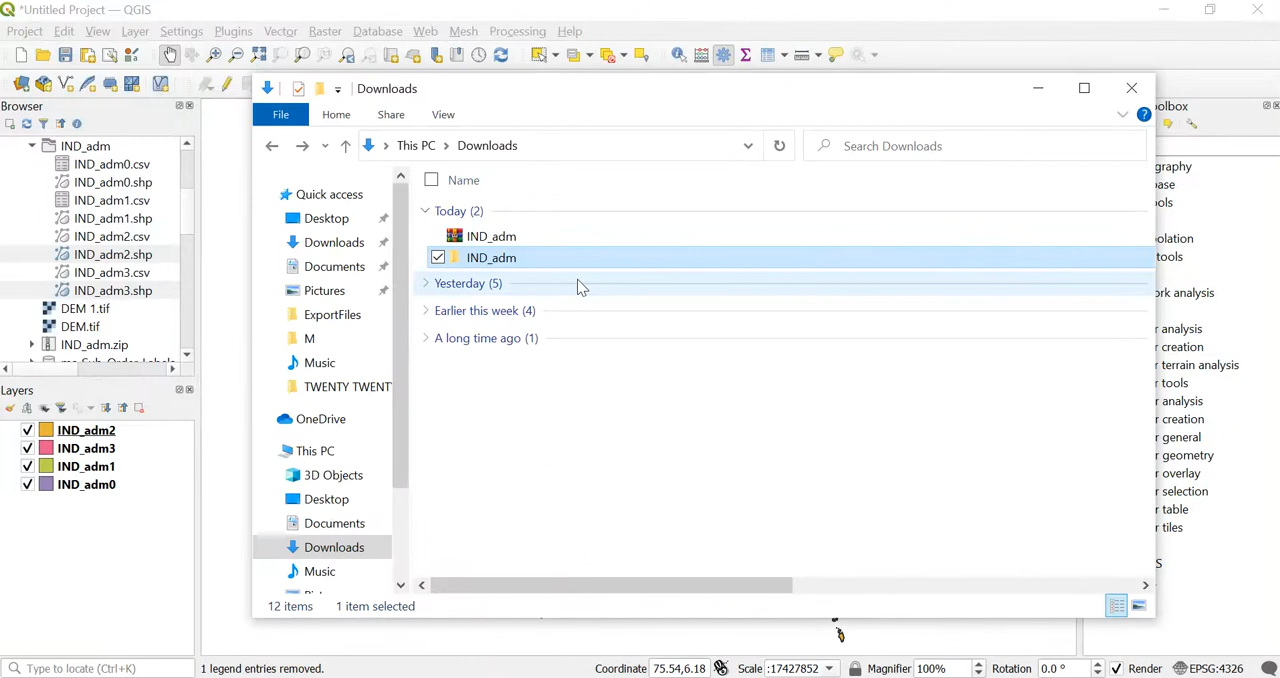 *Untitled Project — QGIS
Project Edit View Layer Settings Plugins Vector Raster Database Web Mesh Processing Help
Browser
IND_adm
IND_adm0.csv
IND_adm0.shp
IND_adm1.csv
IND_adm1.shp
IND_adm2.csv
IND_adm2.shp
IND_adm3.csv
IND_adm3.shp
DEM 1.tif
DEM.tif
IND_adm.zip
Layers
IND_adm2
IND_adm3
IND_adm1
IND_adm0
Downloads
File Home Share View
This PC Downloads
Search Downloads
Quick access
Desktop
Downloads
Documents
Pictures
ExportFiles
M
Music
TWENTY TWENT
OneDrive
This PC
3D Objects
Desktop
Documents
Downloads
Music
Name
Today (2)
IND_adm
IND_adm
Yesterday (5)
Earlier this week (4)
A long time ago (1)
12 items 1 item selected
olbox
graphy
base
ols
olation
tools
ork analysis
r analysis
r creation
r terrain analysis
r tools
r analysis
r creation
r general
r geometry
r overlay
r selection
r table
r tiles
S
Type to locate (Ctrl+K)
1 legend entries removed.
Coordinate 75.54,6.18 Scale :17427852 Magnifier 100% Rotation 0.0 ° Render EPSG:4326